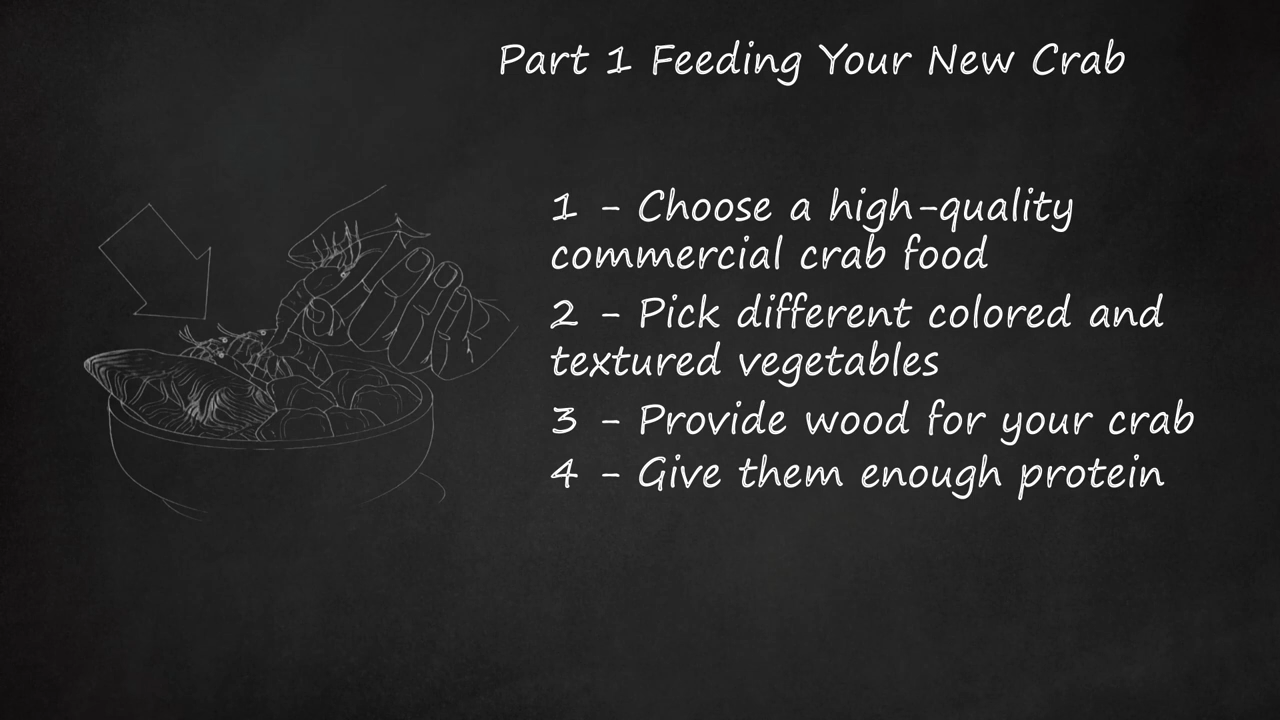 Part 1 Feeding Your New Crab
1 - Choose a high-quality
commercial crab food
2 - Pick different colored and
textured vegetables
3 - Provide wood for your crab
4 - Give them enough protein